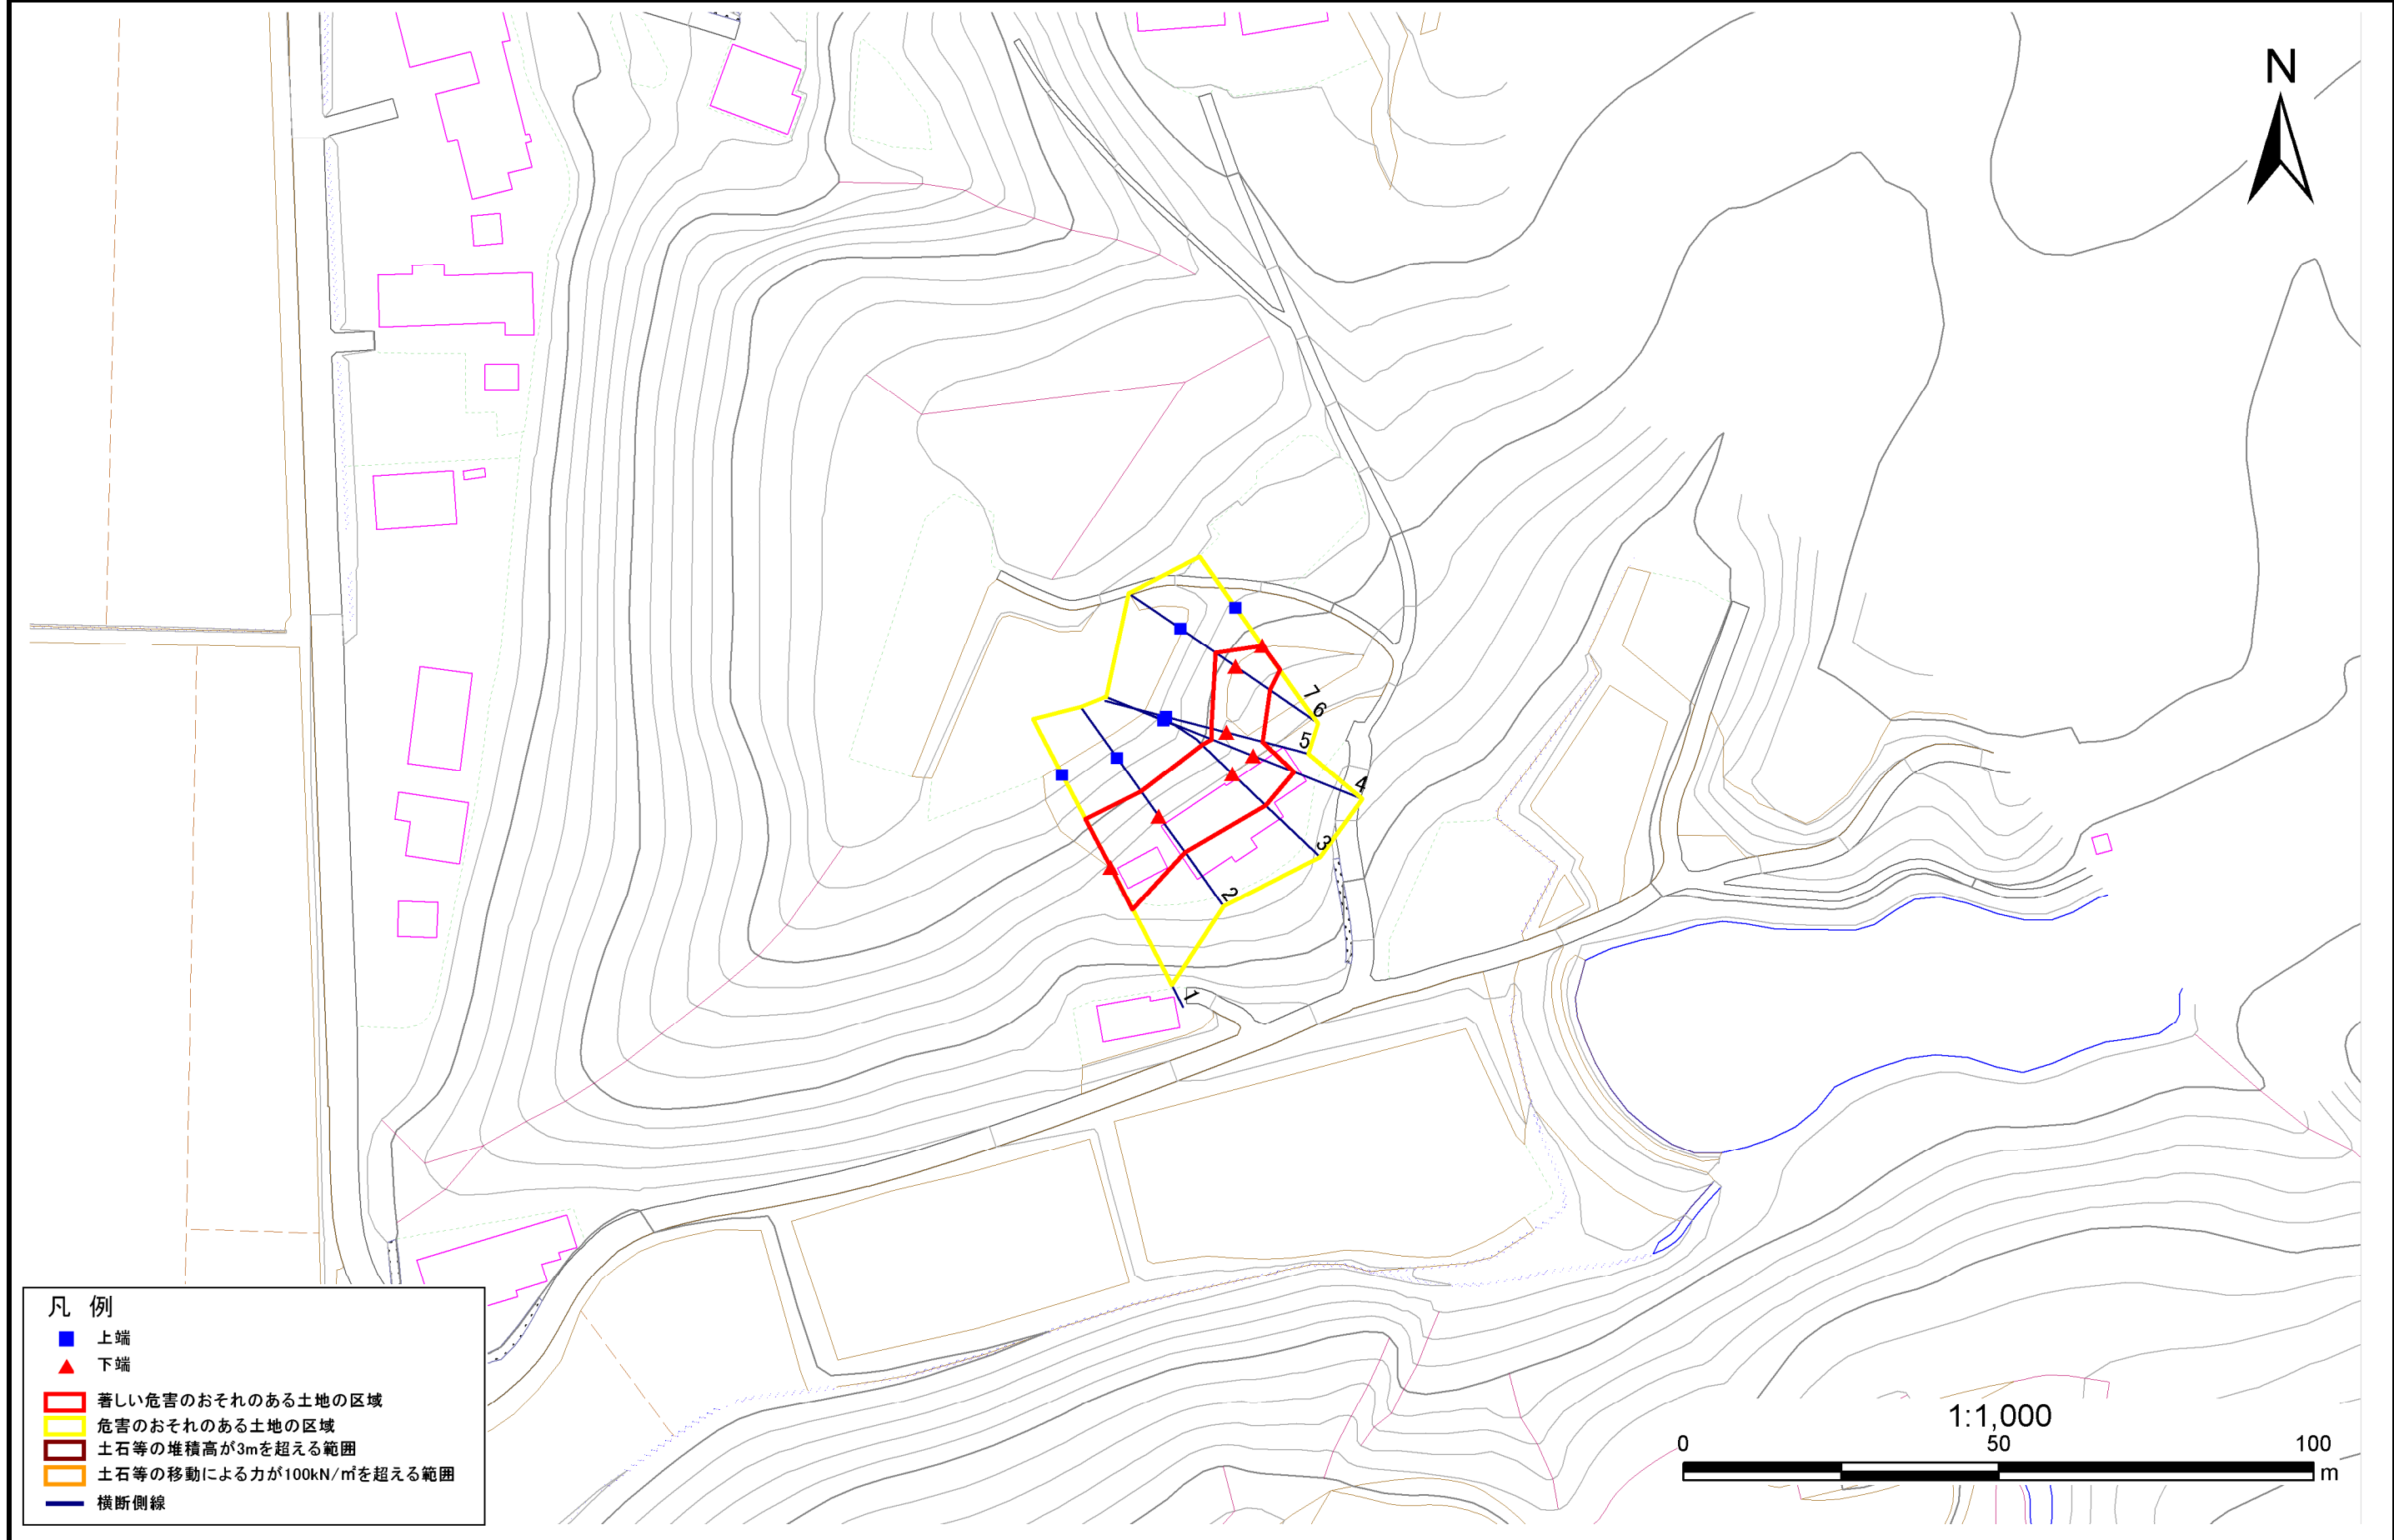 N
7
6
5
4
3
2
1
凡 例
上端
下端
著しい危害のおそれのある土地の区域
危害のおそれのある土地の区域
土石等の堆積高が3mを超える範囲
土石等の移動による力が100kN/㎡を超える範囲
横断側線
1:1,000
0 50 100
m